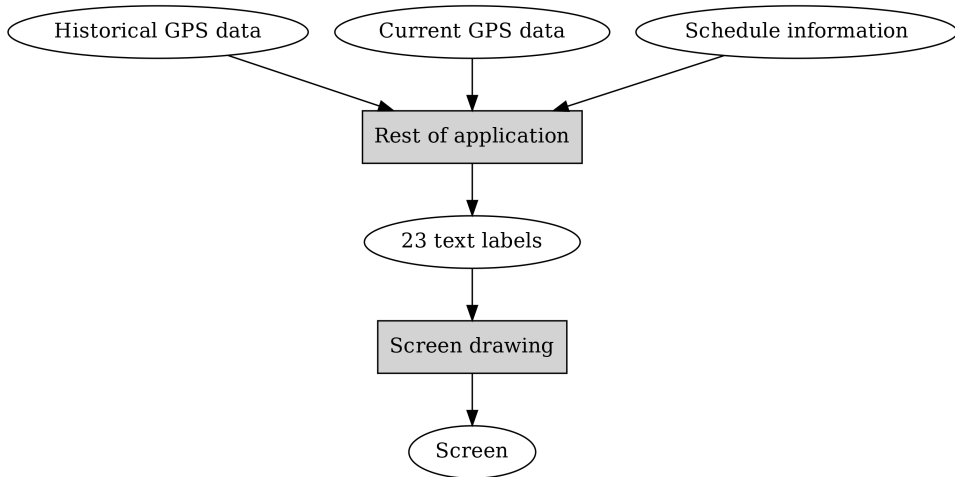 Historical GPS data
Current GPS data
Schedule information
Rest of application
23 text labels
Screen drawing
Screen